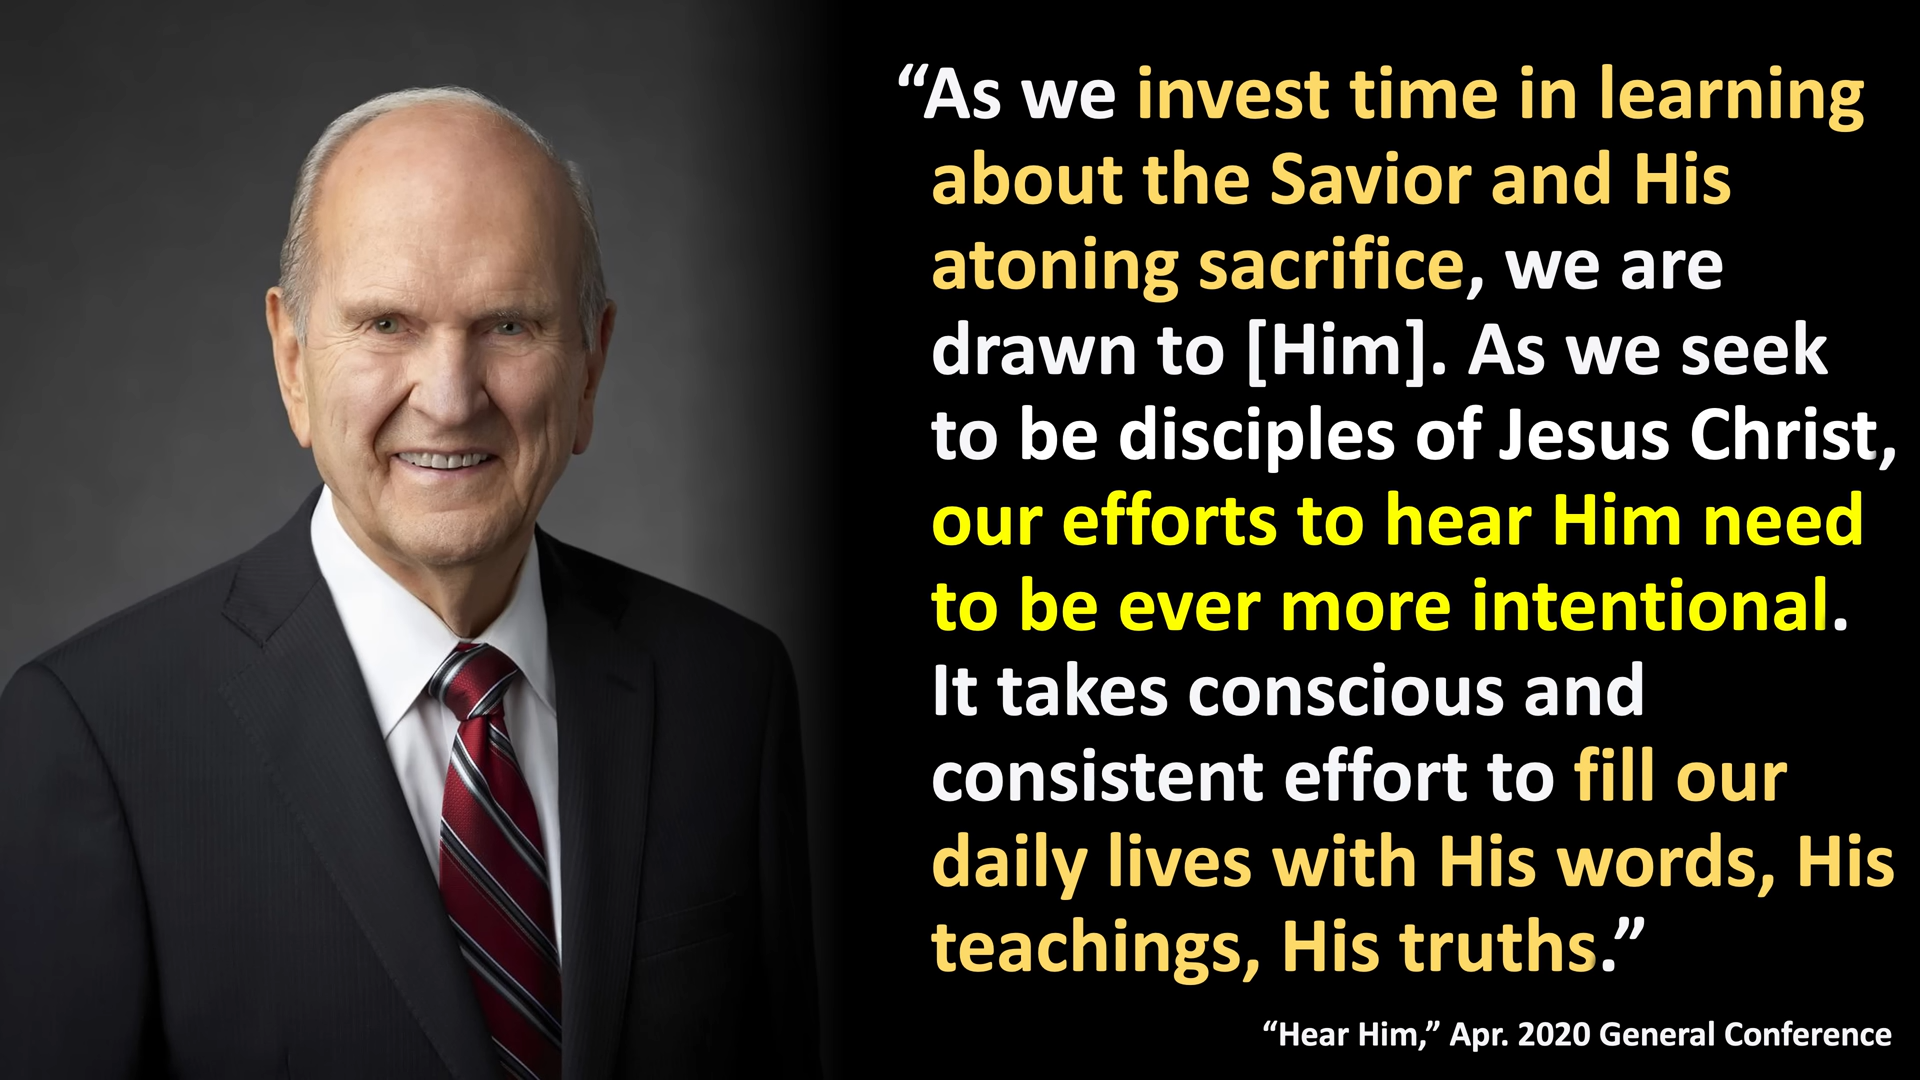 “As we invest time in learning
about the Savior and His
atoning sacrifice, we are
drawn to [Him]. As we seek
to be disciples of Jesus Christ,
our efforts to hear Him need
to be ever more intentional.
It takes conscious and
consistent effort to fill our
daily lives with His words, His
teachings, His truths.”
“Hear Him,” Apr. 2020 General Conference